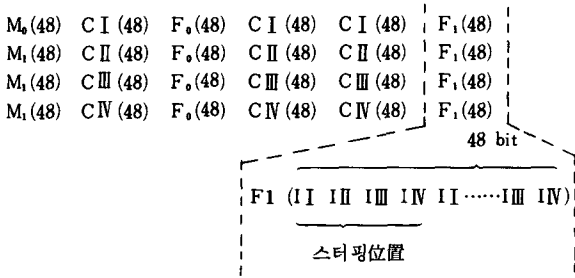 M₀(48) CⅠ(48) F₀(48) CⅠ(48) CⅠ(48) F₁(48)
M₁(48) CⅡ(48) F₀(48) CⅡ(48) CⅡ(48) F₁(48)
M₁(48) CⅢ(48) F₀(48) CⅢ(48) CⅢ(48) F₁(48)
M₁(48) CⅣ(48) F₀(48) CⅣ(48) CⅣ(48) F₁(48)
48 bit
F1 (IⅠ IⅡ IⅢ IⅣ IⅠ……IⅢ IⅣ)
스터핑位置